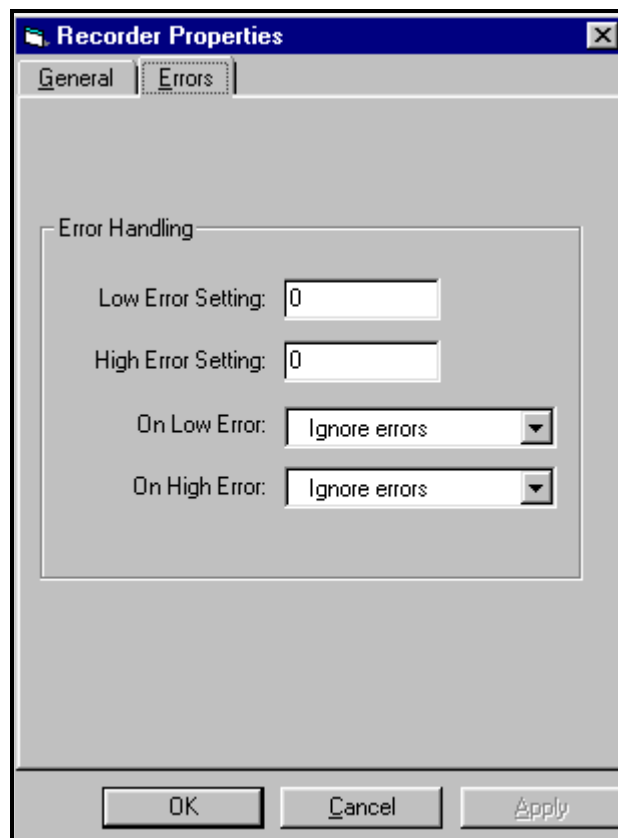 Recorder Properties
General Errors
Error Handling
Low Error Setting: 0
High Error Setting: 0
On Low Error: Ignore errors
On High Error: Ignore errors
OK Cancel Apply